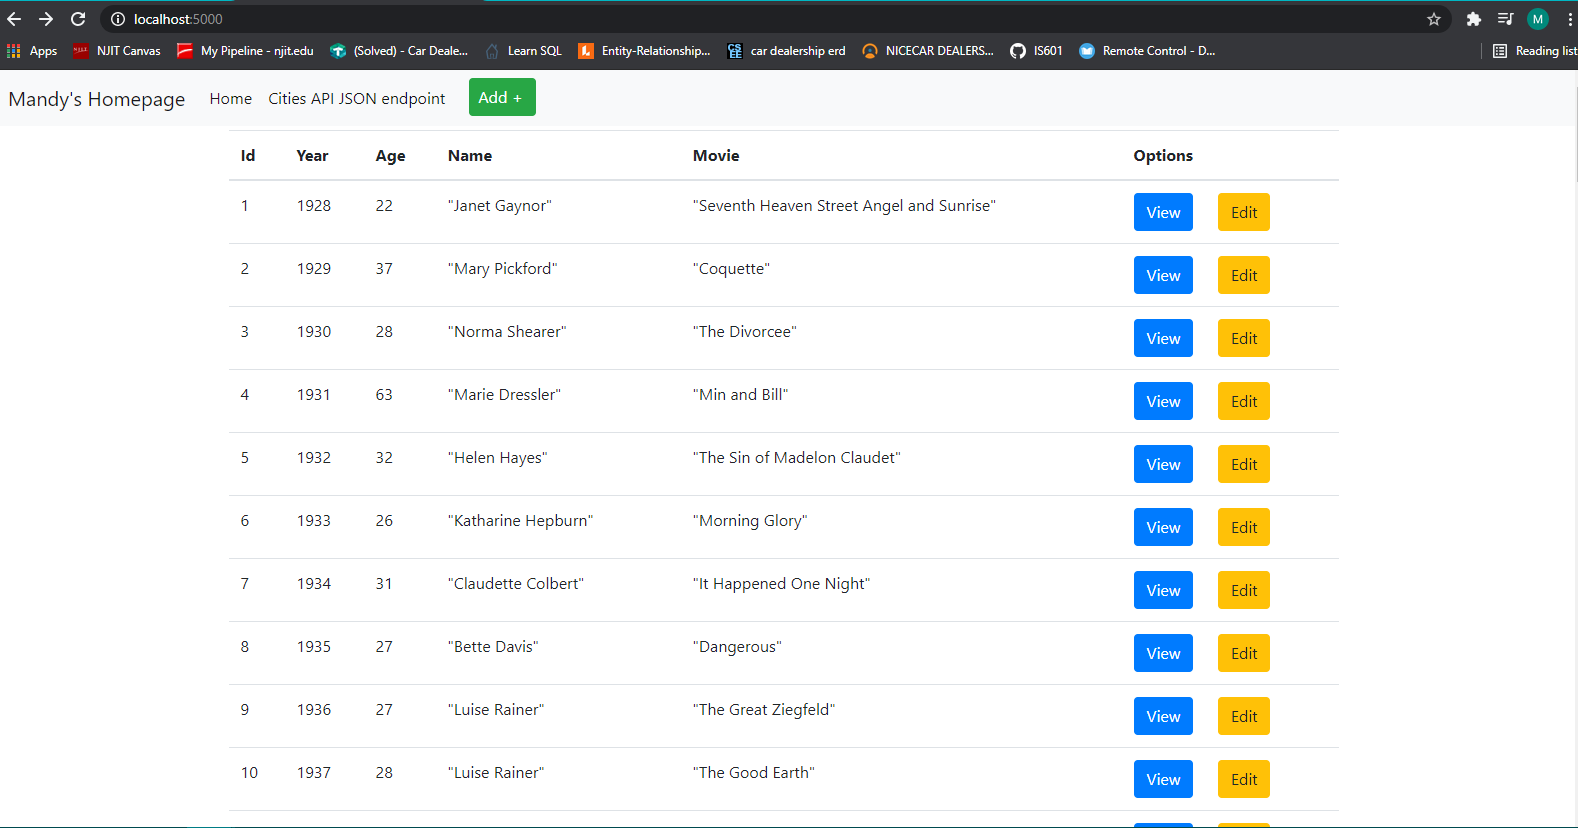 localhost:5000
M
Apps NJIT Canvas My Pipeline - njit.edu (Solved) - Car Deale... Learn SQL Entity-Relationship... car dealership erd NICECAR DEALERS... IS601 Remote Control - D... Reading list
Mandy's Homepage Home Cities API JSON endpoint Add +
Id Year Age Name Movie Options
1 1928 22 "Janet Gaynor" "Seventh Heaven Street Angel and Sunrise" View Edit
2 1929 37 "Mary Pickford" "Coquette" View Edit
3 1930 28 "Norma Shearer" "The Divorcee" View Edit
4 1931 63 "Marie Dressler" "Min and Bill" View Edit
5 1932 32 "Helen Hayes" "The Sin of Madelon Claudet" View Edit
6 1933 26 "Katharine Hepburn" "Morning Glory" View Edit
7 1934 31 "Claudette Colbert" "It Happened One Night" View Edit
8 1935 27 "Bette Davis" "Dangerous" View Edit
9 1936 27 "Luise Rainer" "The Great Ziegfeld" View Edit
10 1937 28 "Luise Rainer" "The Good Earth" View Edit